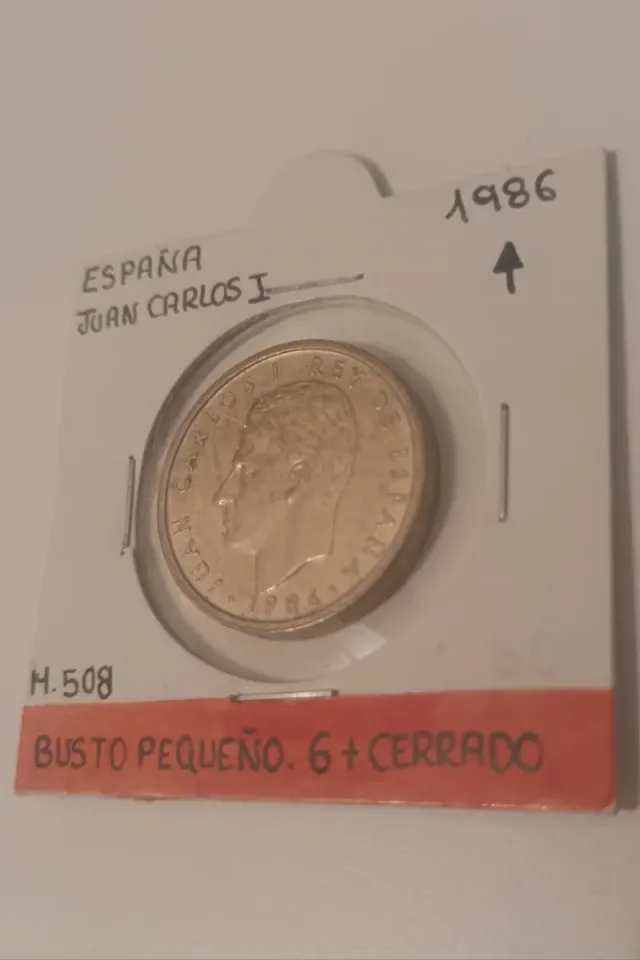 1986
ESPAÑA
JUAN CARLOS I
JUAN CARLOS I REY DE ESPAÑA
· 1986 ·
M.508
BUSTO PEQUEÑO. 6 + CERRADO